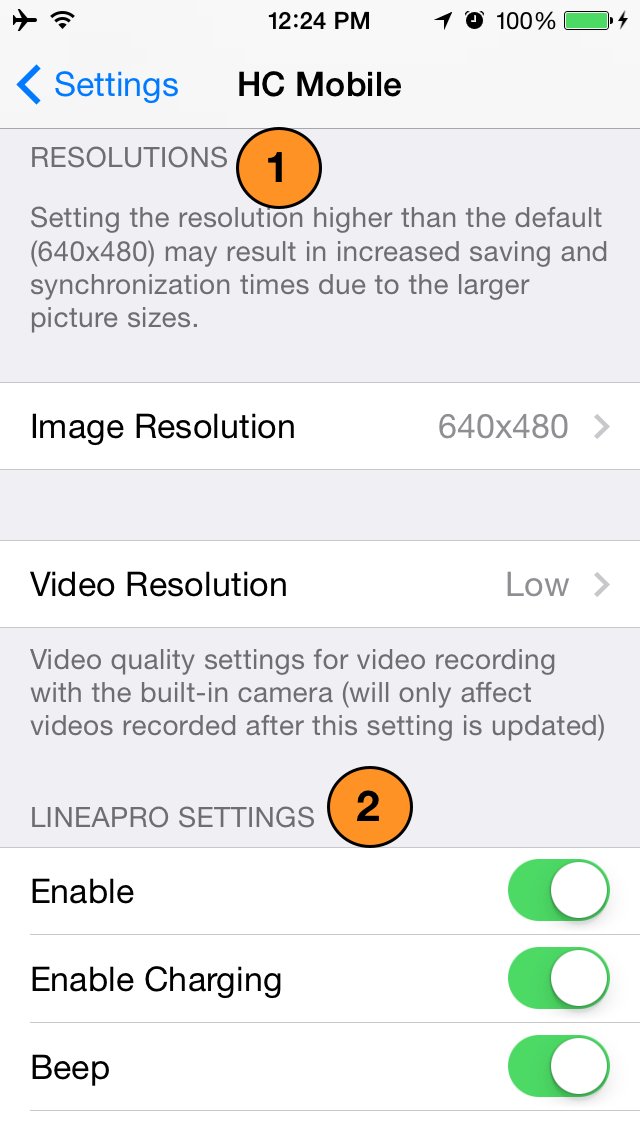 12:24 PM 100%
Settings HC Mobile
RESOLUTIONS 1
Setting the resolution higher than the default
(640x480) may result in increased saving and
synchronization times due to the larger
picture sizes.
Image Resolution 640x480
Video Resolution Low
Video quality settings for video recording
with the built-in camera (will only affect
videos recorded after this setting is updated)
LINEAPRO SETTINGS 2
Enable
Enable Charging
Beep